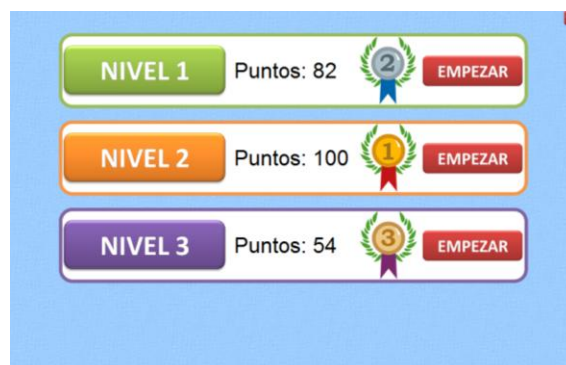 NIVEL 1 Puntos: 82 2 EMPEZAR
NIVEL 2 Puntos: 100 1 EMPEZAR
NIVEL 3 Puntos: 54 3 EMPEZAR